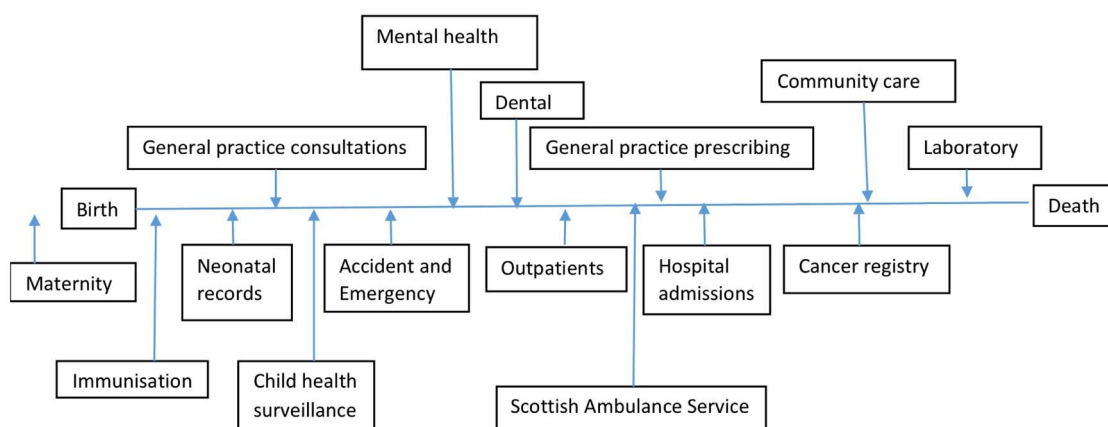 Mental health
Community care
Dental
General practice consultations
General practice prescribing
Laboratory
Birth
Death
Maternity
Neonatal
records
Accident and
Emergency
Outpatients
Hospital
admissions
Cancer registry
Immunisation
Child health
surveillance
Scottish Ambulance Service